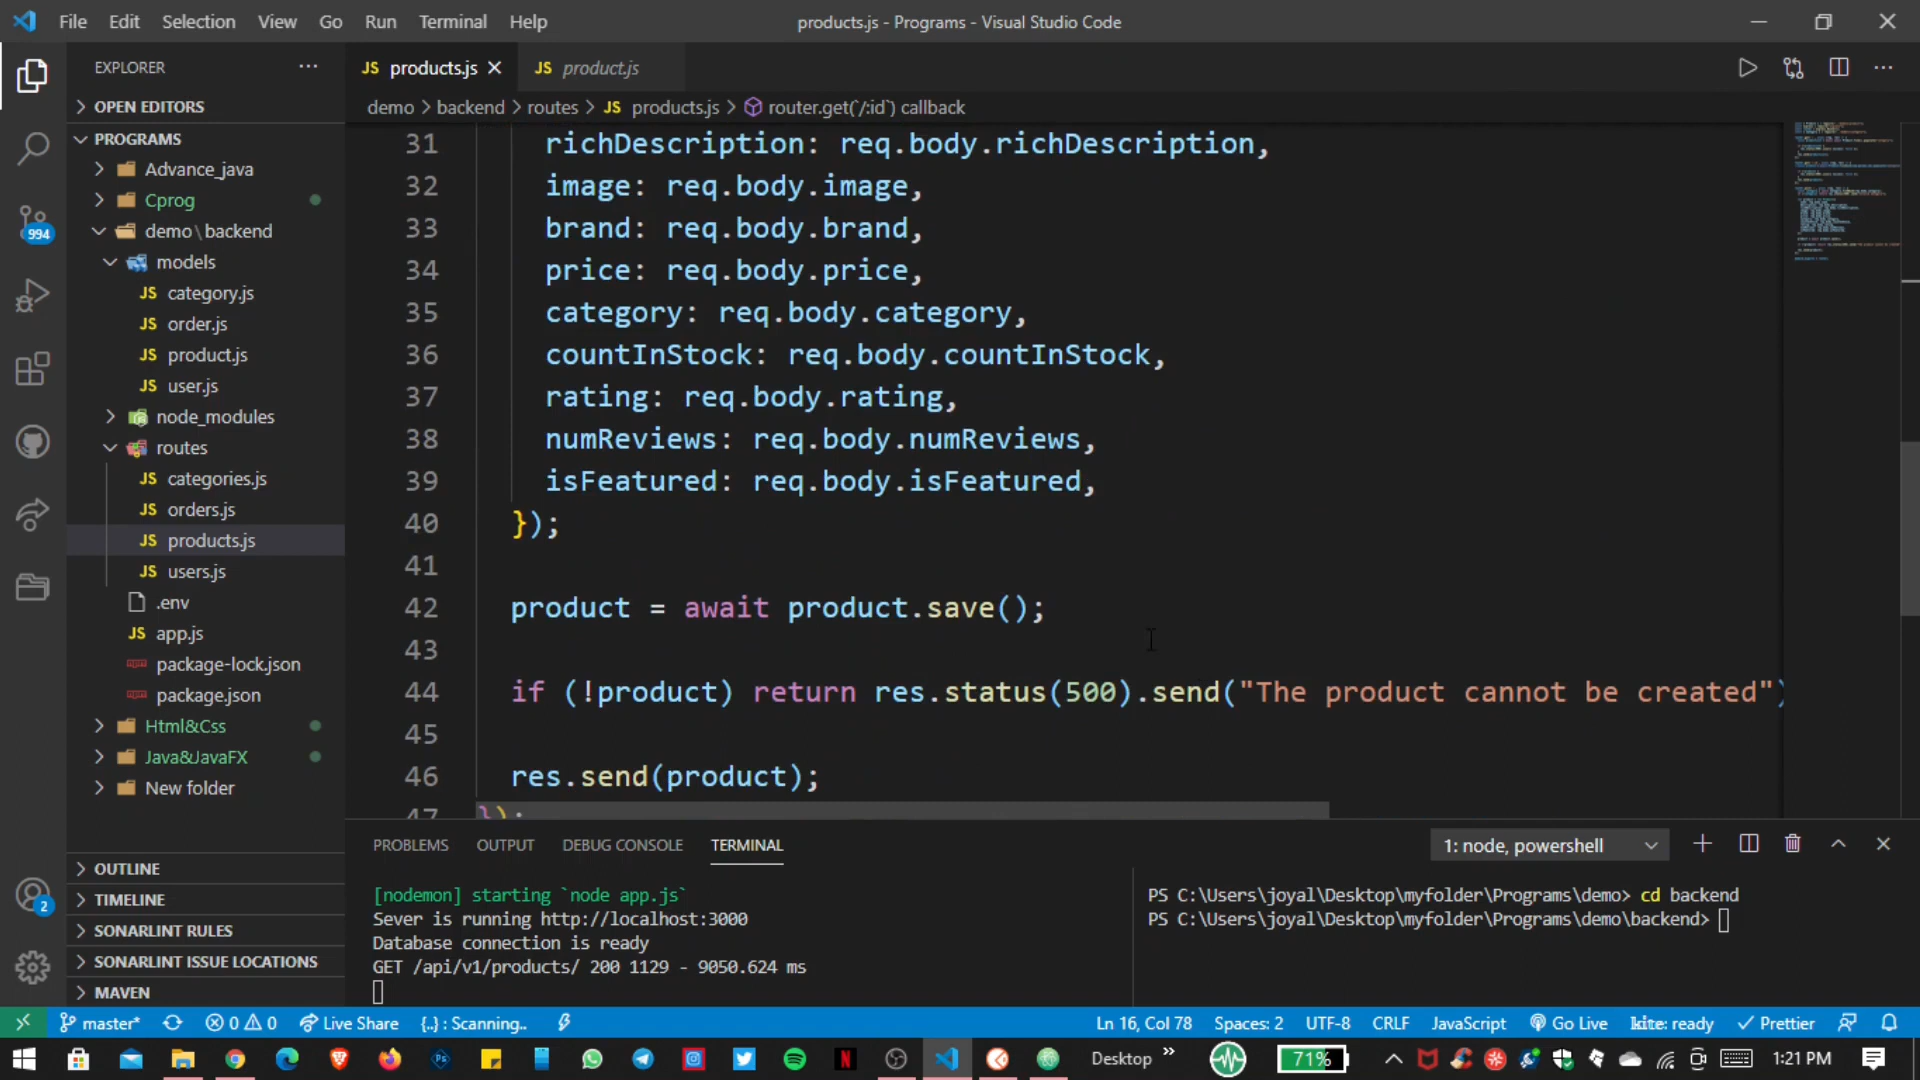 File Edit Selection View Go Run Terminal Help products.js - Programs - Visual Studio Code
EXPLORER
JS products.js JS product.js
OPEN EDITORS
demo > backend > routes > JS products.js > router.get(`/:id`) callback
PROGRAMS
Advance_java
Cprog
demo\backend
models
JS category.js
JS order.js
JS product.js
JS user.js
node_modules
routes
JS categories.js
JS orders.js
JS products.js
JS users.js
.env
JS app.js
package-lock.json
package.json
Html&Css
Java&JavaFX
New folder
OUTLINE
TIMELINE
SONARLINT RULES
SONARLINT ISSUE LOCATIONS
MAVEN
994
2
31 richDescription: req.body.richDescription,
32 image: req.body.image,
33 brand: req.body.brand,
34 price: req.body.price,
35 category: req.body.category,
36 countInStock: req.body.countInStock,
37 rating: req.body.rating,
38 numReviews: req.body.numReviews,
39 isFeatured: req.body.isFeatured,
40 });
41
42 product = await product.save();
43
44 if (!product) return res.status(500).send("The product cannot be created")
45
46 res.send(product);
47 });
PROBLEMS OUTPUT DEBUG CONSOLE TERMINAL 1: node, powershell
[nodemon] starting `node app.js`
Sever is running http://localhost:3000
Database connection is ready
GET /api/v1/products/ 200 1129 - 9050.624 ms
PS C:\Users\joyal\Desktop\myfolder\Programs\demo> cd backend
PS C:\Users\joyal\Desktop\myfolder\Programs\demo\backend>
master* 0 0 Live Share {..} : Scanning.. Ln 16, Col 78 Spaces: 2 UTF-8 CRLF JavaScript Go Live kite: ready Prettier
Desktop 71% 1:21 PM